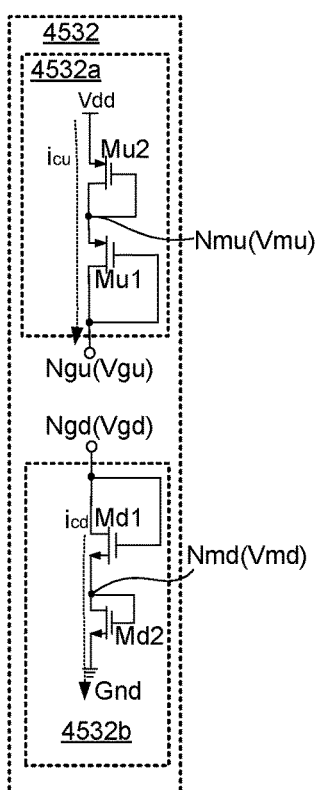 4532
4532a
Vdd
icu
Mu2
Nmu(Vmu)
Mu1
Ngu(Vgu)
Ngd(Vgd)
icd
Md1
Nmd(Vmd)
Md2
Gnd
4532b